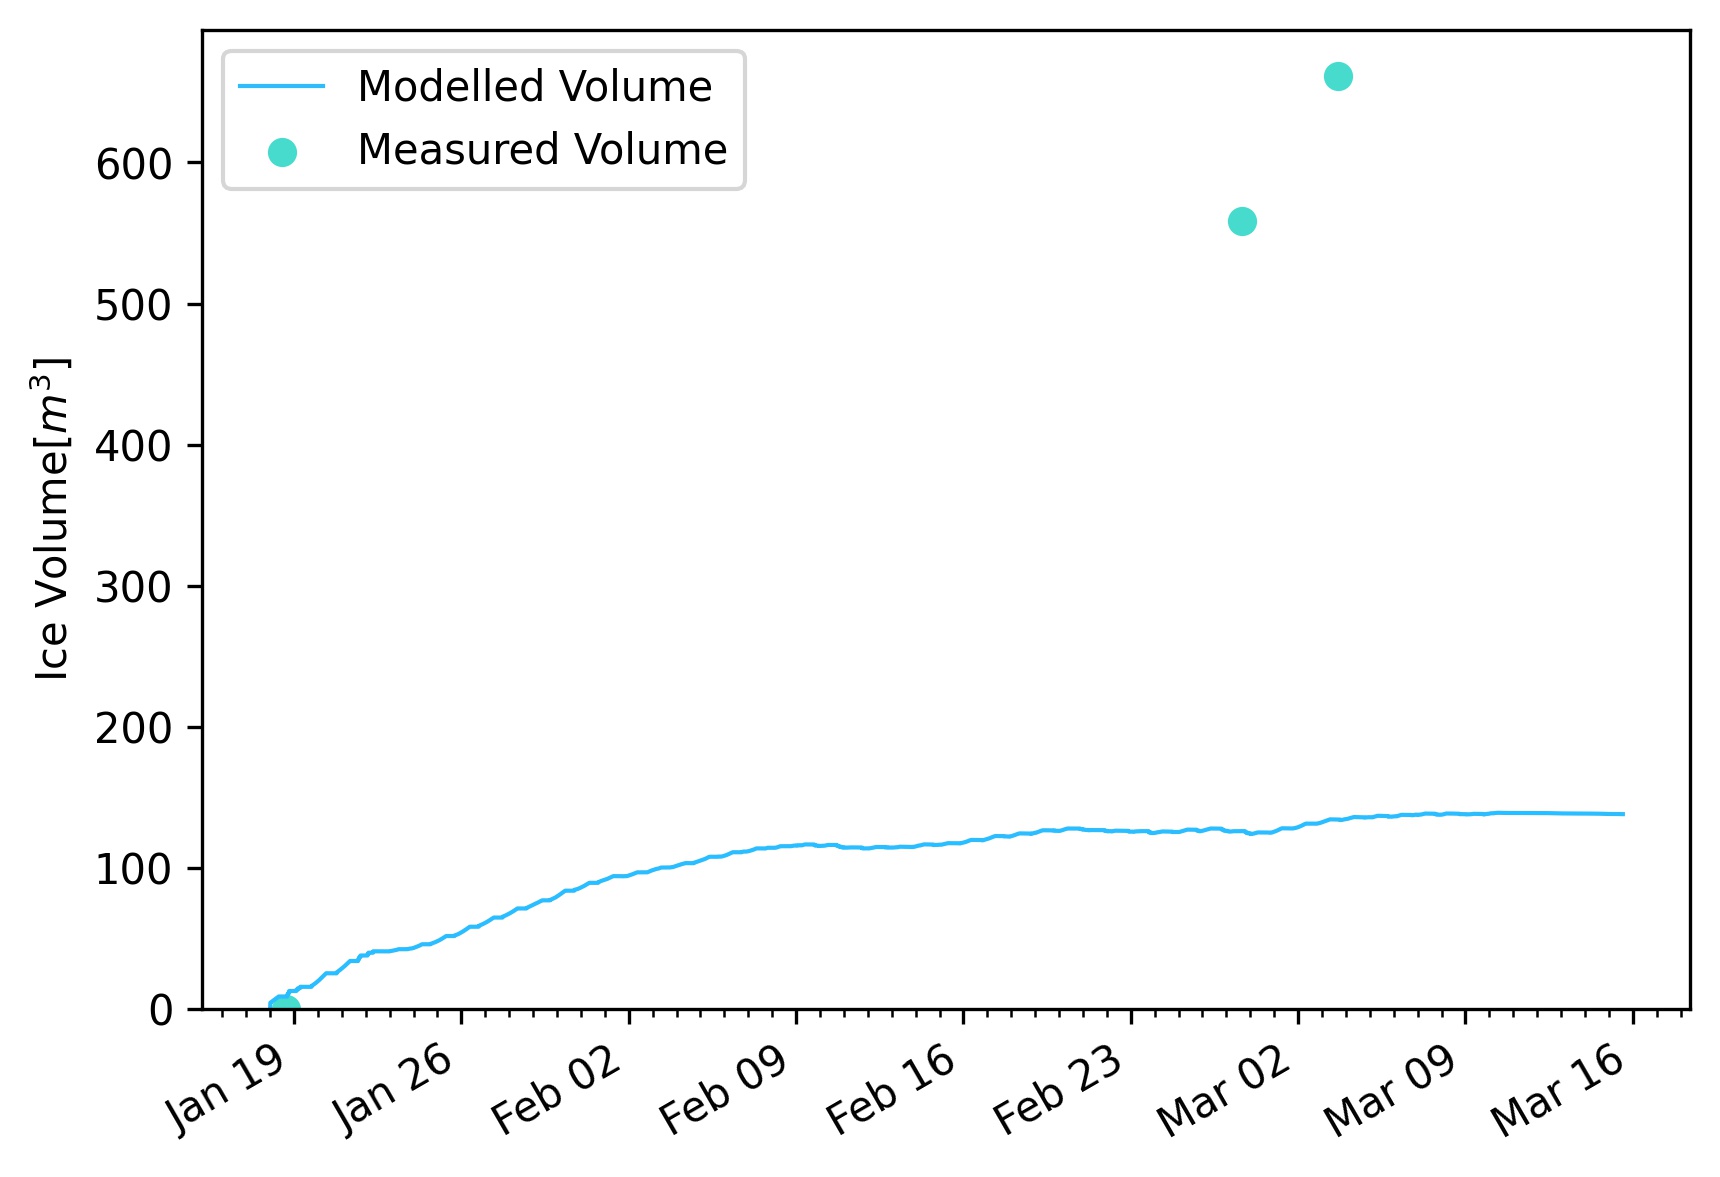 Modelled Volume
Measured Volume
600
500
400
300
200
100
0
Ice Volume[m³]
Jan 19
Jan 26
Feb 02
Feb 09
Feb 16
Feb 23
Mar 02
Mar 09
Mar 16